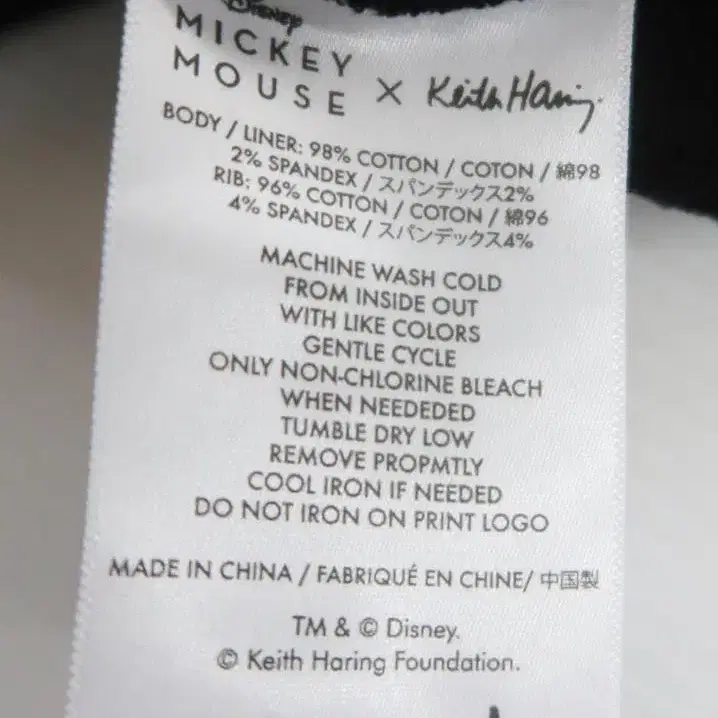 Disney
MICKEY
MOUSE × Keith Haring
BODY / LINER: 98% COTTON / COTON / 綿98
2% SPANDEX / スパンデックス2%
RIB: 96% COTTON / COTON / 綿96
4% SPANDEX / スパンデックス4%
MACHINE WASH COLD
FROM INSIDE OUT
WITH LIKE COLORS
GENTLE CYCLE
ONLY NON-CHLORINE BLEACH
WHEN NEEDEDED
TUMBLE DRY LOW
REMOVE PROPMTLY
COOL IRON IF NEEDED
DO NOT IRON ON PRINT LOGO
MADE IN CHINA / FABRIQUÉ EN CHINE/ 中国製
TM & © Disney.
© Keith Haring Foundation.